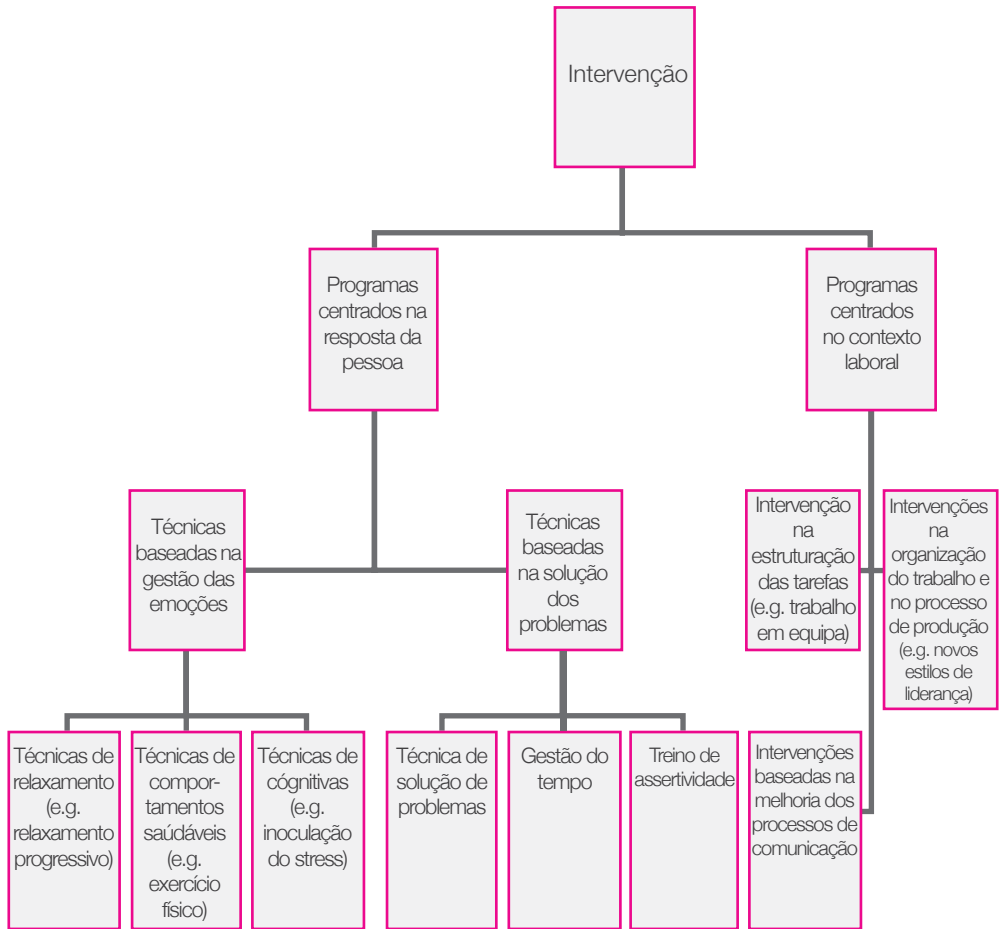 Intervenção
Programas
centrados na
resposta da
pessoa
Programas
centrados
no contexto
laboral
Técnicas
baseadas na
gestão das
emoções
Técnicas
baseadas
na solução
dos
problemas
Intervenção
na
estruturação
das tarefas
(e.g. trabalho
em equipa)
Intervenções
na
organização
do trabalho e
no processo
de produção
(e.g. novos
estilos de
liderança)
Técnicas de
relaxamento
(e.g.
relaxamento
progressivo)
Técnicas de
compor-
tamentos
saúdáveis
(e.g.
exercício
físico)
Técnicas de
cógnitivas
(e.g.
inoculação
do stress)
Técnica de
solução de
problemas
Gestão do
tempo
Treino de
assertividade
Intervenções
baseadas na
melhoria dos
processos de
comunicação